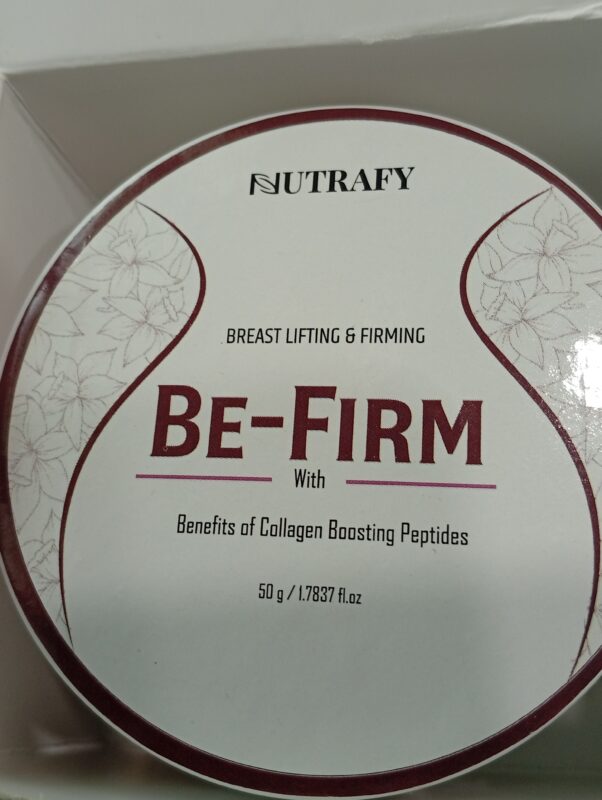 NUTRAFY
BREAST LIFTING & FIRMING
BE-FIRM
With
Benefits of Collagen Boosting Peptides
50 g / 1.7837 fl.oz